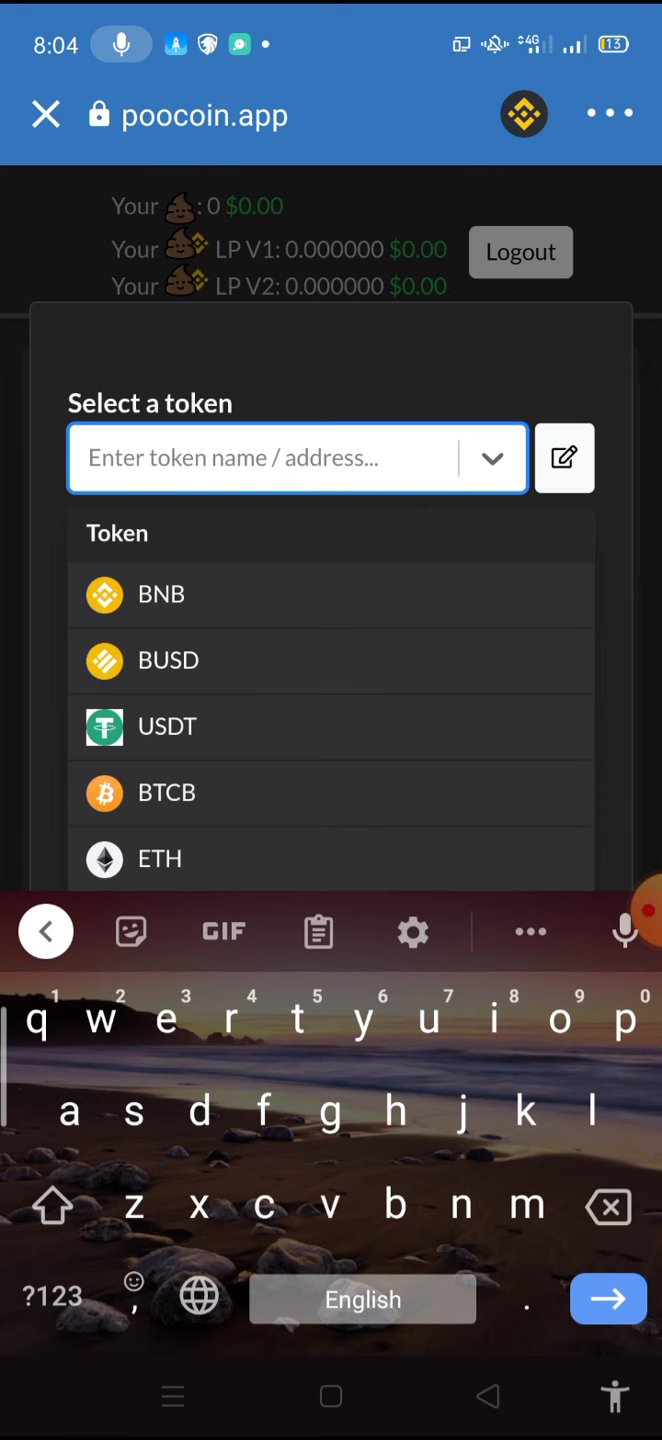 8:04
4G
13
poocoin.app
Your 💩: 0 $0.00
Your 💩 LP V1: 0.000000 $0.00
Your 💩 LP V2: 0.000000 $0.00
Logout
Select a token
Enter token name / address...
Token
BNB
BUSD
USDT
BTCB
ETH
GIF
1 2 3 4 5 6 7 8 9 0
q w e r t y u i o p
a s d f g h j k l
z x c v b n m
?123 , English .